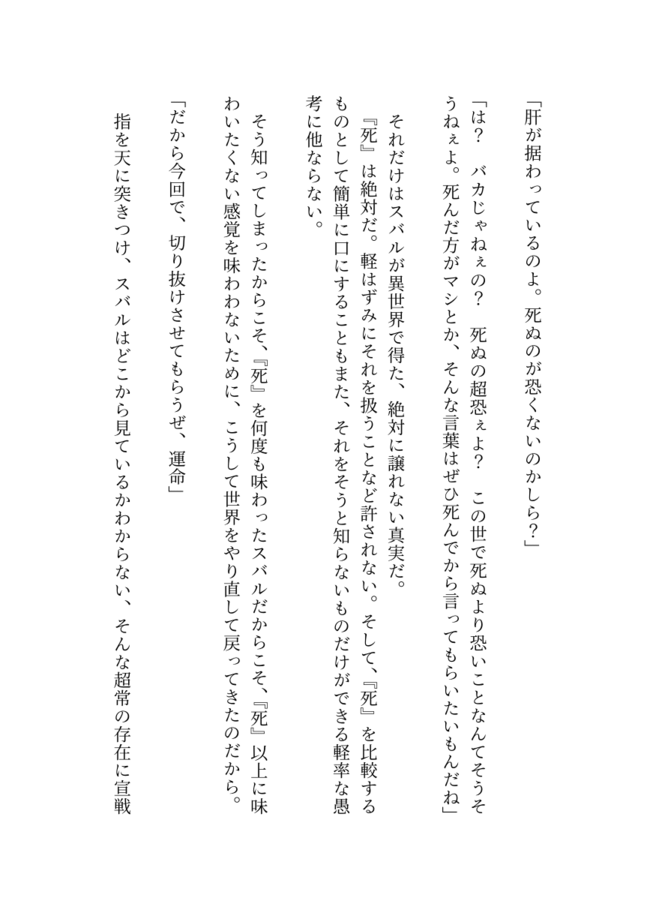 「肝が据わっているのよ。死ぬのが恐くないのかしら？」
「は？　バカじゃねぇの？　死ぬの超恐ぇよ？　この世で死ぬより恐いことなんてそうそ
うねぇよ。死んだ方がマシとか、そんな言葉はぜひ死んでから言ってもらいたいもんだね」
　それだけはスバルが異世界で得た、絶対に譲れない真実だ。
　『死』は絶対だ。軽はずみにそれを扱うことなど許されない。そして、『死』を比較する
ものとして簡単に口にすることもまた、それをそうと知らないものだけができる軽率な愚
考に他ならない。
　そう知ってしまったからこそ、『死』を何度も味わったスバルだからこそ、『死』以上に味
わいたくない感覚を味わわないために、こうして世界をやり直して戻ってきたのだから。
「だから今回で、切り抜けさせてもらうぜ、運命」
　指を天に突きつけ、スバルはどこから見ているかわからない、そんな超常の存在に宣戦